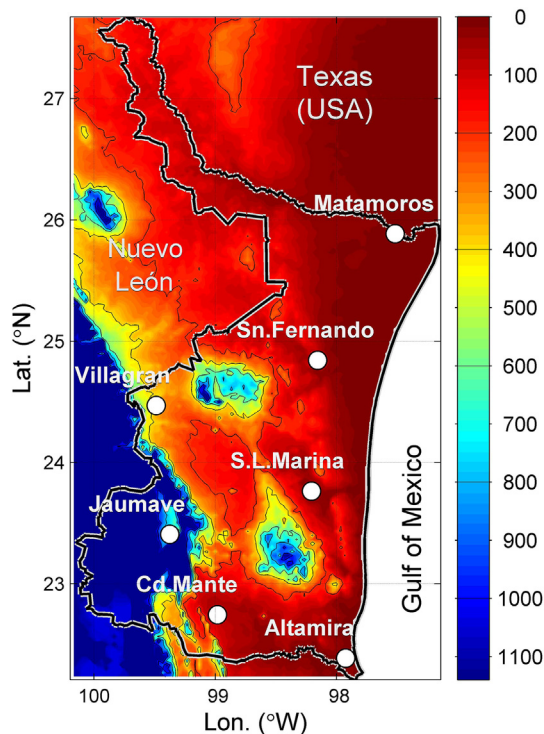 Texas
(USA)
Matamoros
Nuevo
León
Sn.Fernando
Villagran
S.L.Marina
Jaumave
Cd.Mante
Altamira
Gulf of Mexico
Lat. (°N)
27
26
25
24
23
100
99
98
Lon. (°W)
0
100
200
300
400
500
600
700
800
900
1000
1100